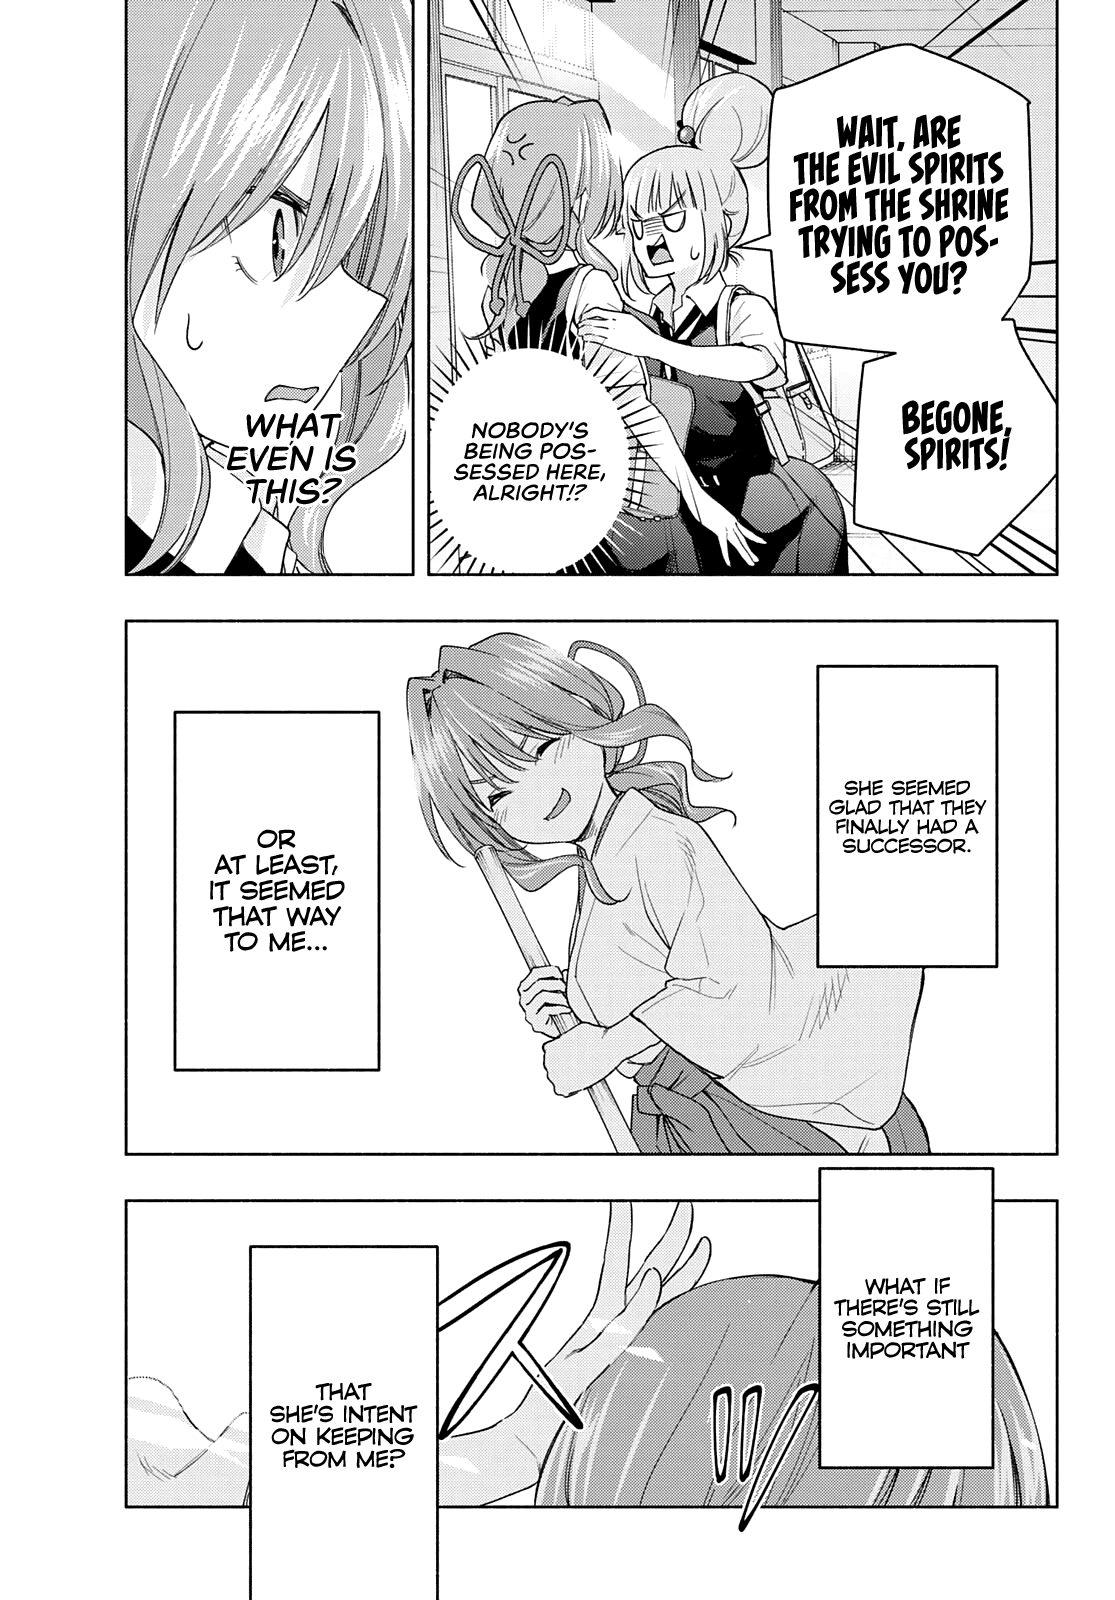 WAIT, ARE
THE EVIL SPIRITS
FROM THE SHRINE
TRYING TO POS-
SESS YOU?
BEGONE,
SPIRITS!
NOBODY'S
BEING POS-
SESSED HERE,
ALRIGHT!?
WHAT
EVEN IS
THIS?
SHE SEEMED
GLAD THAT THEY
FINALLY HAD A
SUCCESSOR.
OR
AT LEAST,
IT SEEMED
THAT WAY
TO ME...
WHAT IF
THERE'S STILL
SOMETHING
IMPORTANT
THAT
SHE'S INTENT
ON KEEPING
FROM ME?